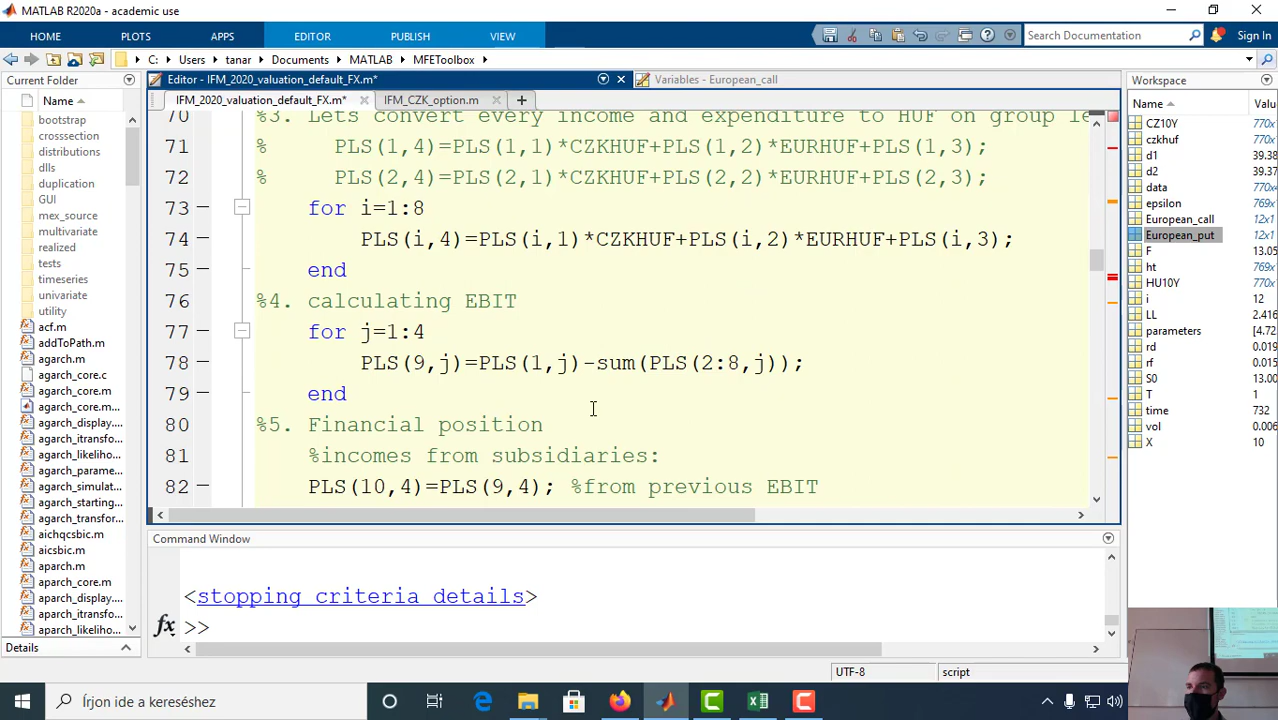 MATLAB R2020a - academic use
HOME PLOTS APPS EDITOR PUBLISH VIEW Search Documentation Sign In
C: Users tanar Documents MATLAB MFEToolbox
Current Folder
Name
bootstrap
crosssection
distributions
dlls
duplication
GUI
mex_source
multivariate
realized
tests
timeseries
univariate
utility
acf.m
addToPath.m
agarch.m
agarch_core.c
agarch_core.m
agarch_core.m...
agarch_display...
agarch_itransfo...
agarch_likeliho...
agarch_parame...
agarch_simulat...
agarch_starting...
agarch_transfor...
aichqcsbic.m
aicsbic.m
aparch.m
aparch_core.m
aparch_display...
aparch_itransfo...
aparch_likeliho...
Details
Editor - IFM_2020_valuation_default_FX.m* Variables - European_call
IFM_2020_valuation_default_FX.m* IFM_CZK_option.m
70 %3. Lets convert every income and expenditure to HUF on group le
71 % PLS(1,4)=PLS(1,1)*CZKHUF+PLS(1,2)*EURHUF+PLS(1,3);
72 % PLS(2,4)=PLS(2,1)*CZKHUF+PLS(2,2)*EURHUF+PLS(2,3);
73 for i=1:8
74 PLS(i,4)=PLS(i,1)*CZKHUF+PLS(i,2)*EURHUF+PLS(i,3);
75 end
76 %4. calculating EBIT
77 for j=1:4
78 PLS(9,j)=PLS(1,j)-sum(PLS(2:8,j));
79 end
80 %5. Financial position
81 %incomes from subsidiaries:
82 PLS(10,4)=PLS(9,4); %from previous EBIT
Command Window
<stopping criteria details>
fx >>
UTF-8 script
Workspace
Name Valu
CZ10Y 770x
czkhuf 770x
d1 39.38
d2 39.37
data 770x
epsilon 769x
European_call 12x1
European_put 12x1
F 13.05
ht 769x
HU10Y 770x
i 12
LL 2.416
parameters [4.50
rd 0.019
rf 0.015
S0 13.00
T 1
time 732
vol 0.006
X 10
Írjon ide a kereséshez